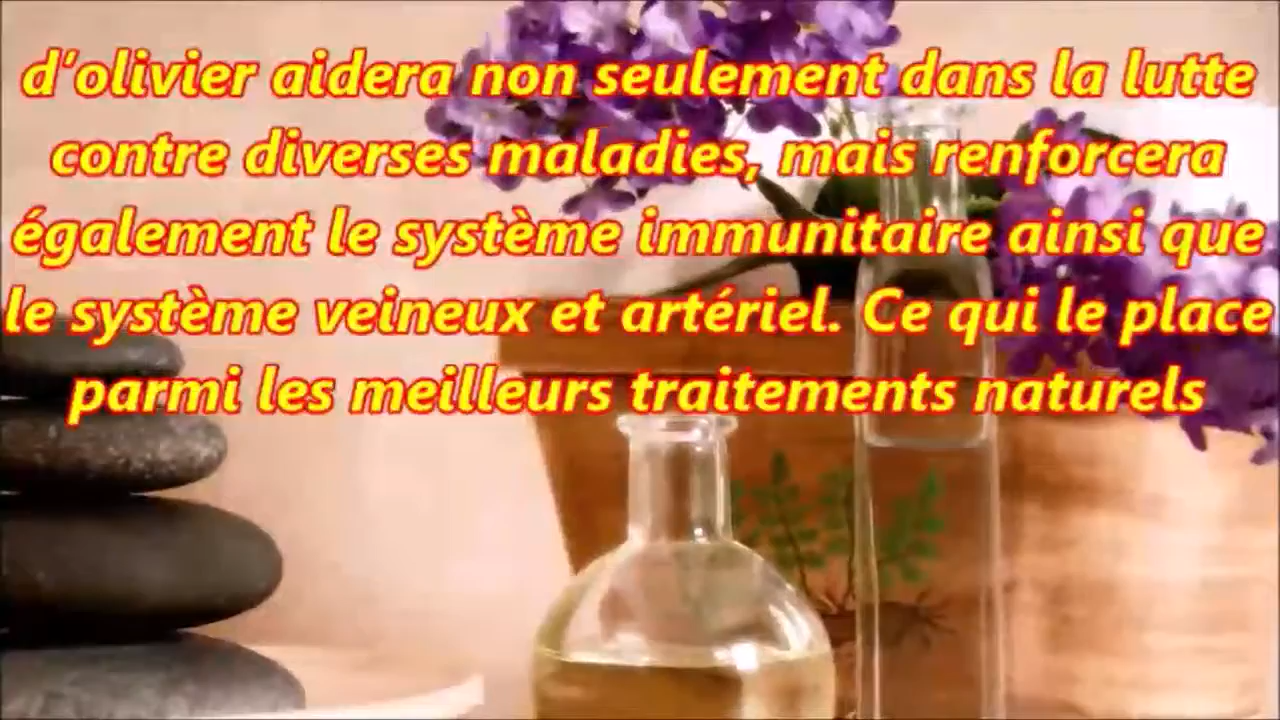 d'olivier aidera non seulement dans la lutte
contre diverses maladies, mais renforcera
également le système immunitaire ainsi que
le système veineux et artériel. Ce qui le place
parmi les meilleurs traitements naturels